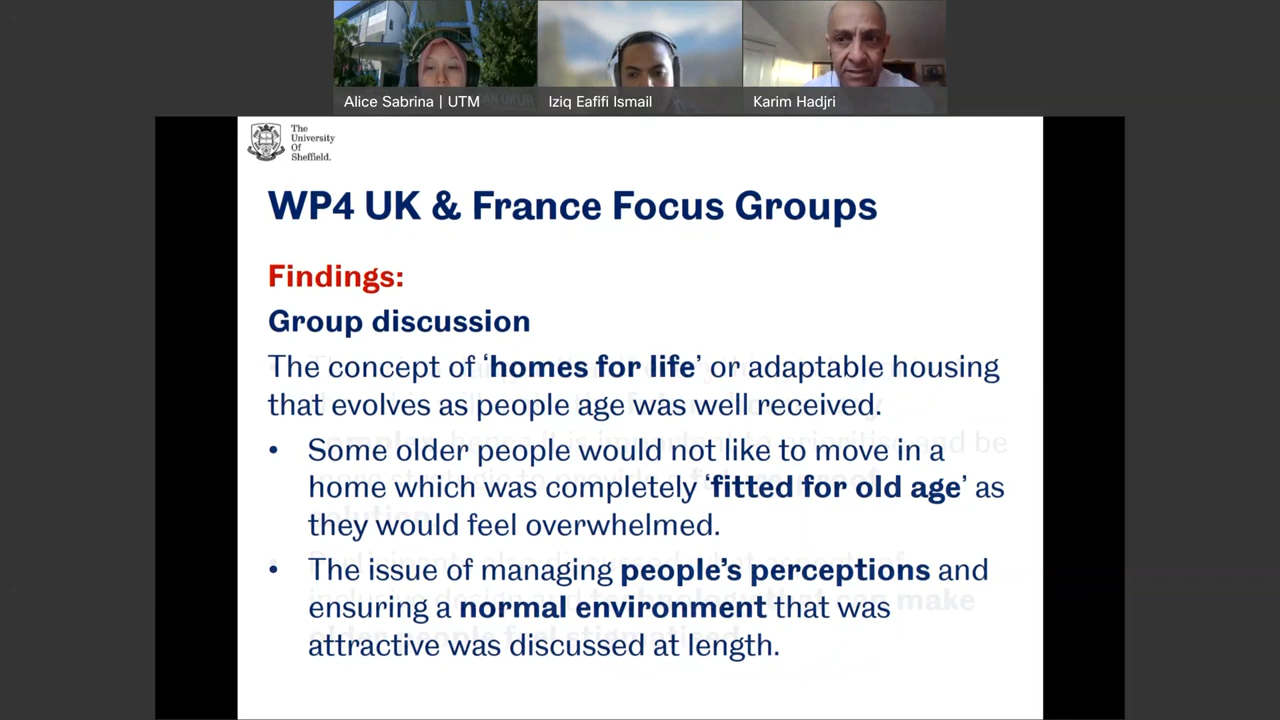 Alice Sabrina | UTM
Iziq Eafifi Ismail
Karim Hadjri
The
University
Of
Sheffield.
WP4 UK & France Focus Groups
Findings:
Group discussion
The concept of ‘homes for life’ or adaptable housing
that evolves as people age was well received.
• Some older people would not like to move in a
home which was completely ‘fitted for old age’ as
they would feel overwhelmed.
• The issue of managing people’s perceptions and
ensuring a normal environment that was
attractive was discussed at length.